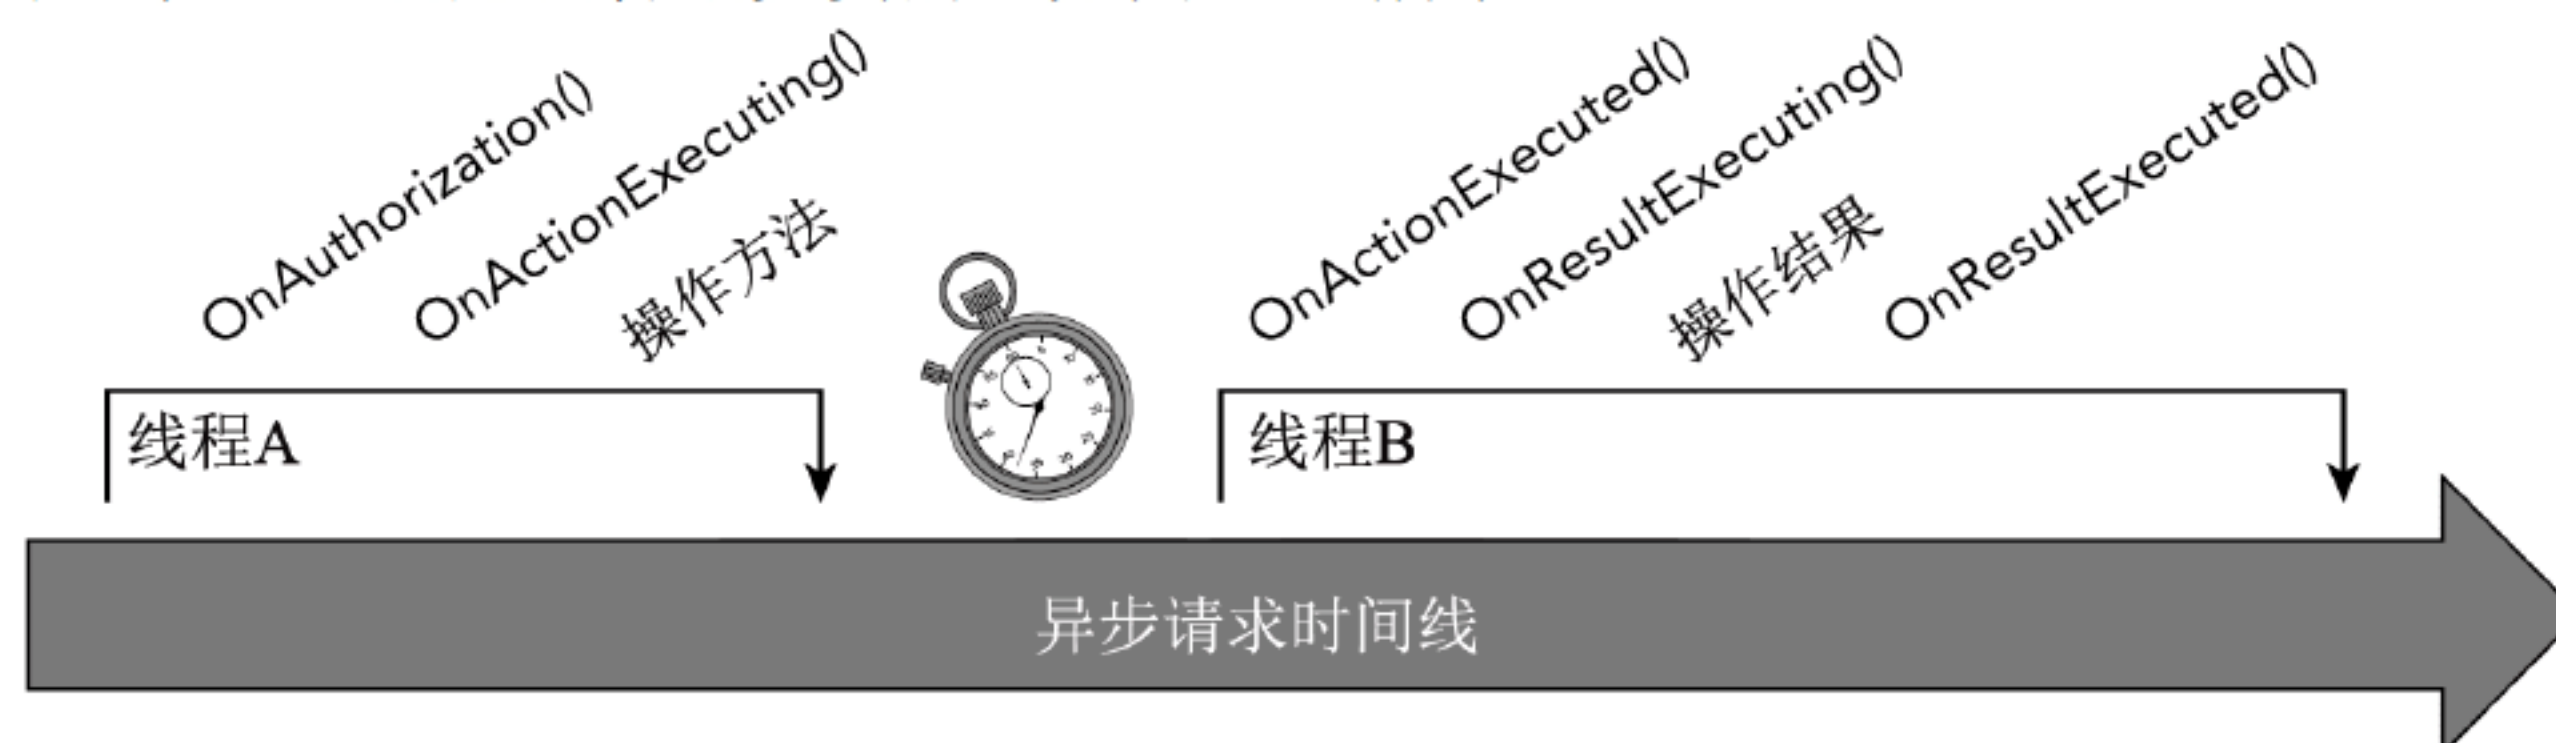 OnAuthorization()
OnActionExecuting()
操作方法
OnActionExecuted()
OnResultExecuting()
操作结果
OnResultExecuted()
线程A
线程B
异步请求时间线